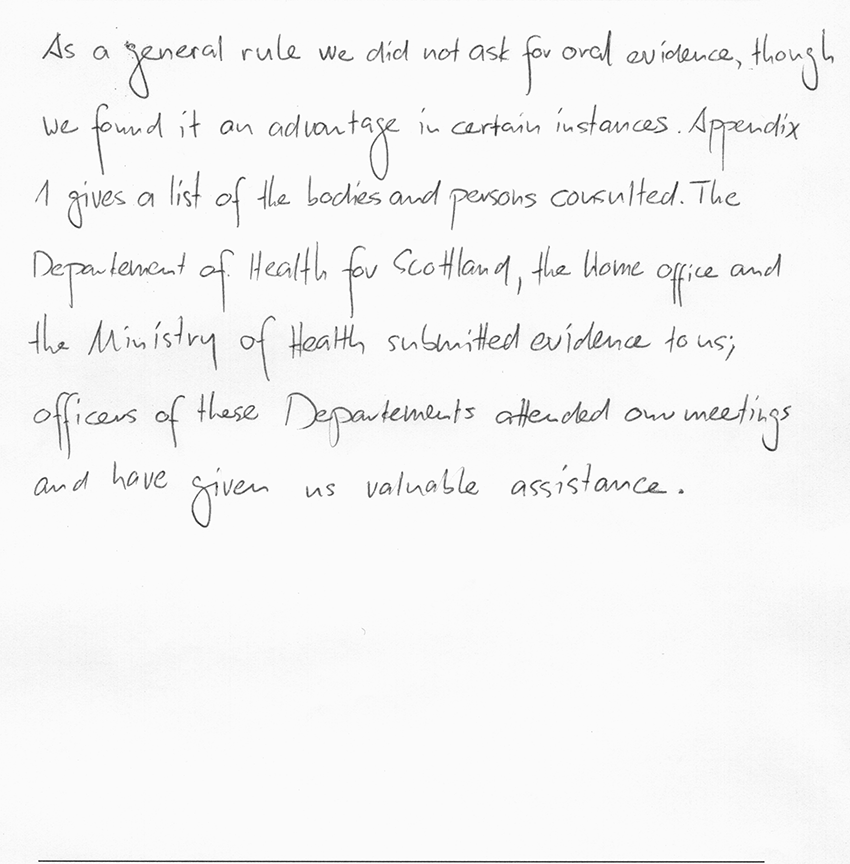 As a general rule we did not ask for oral evidence, though
we found it an advantage in certain instances. Appendix
1 gives a list of the bodies and persons consulted. The
Departement of Health for Scottland, the Home office and
the Ministry of Health submitted evidence to us;
officers of these Departements attended our meetings
and have given us valuable assistance.